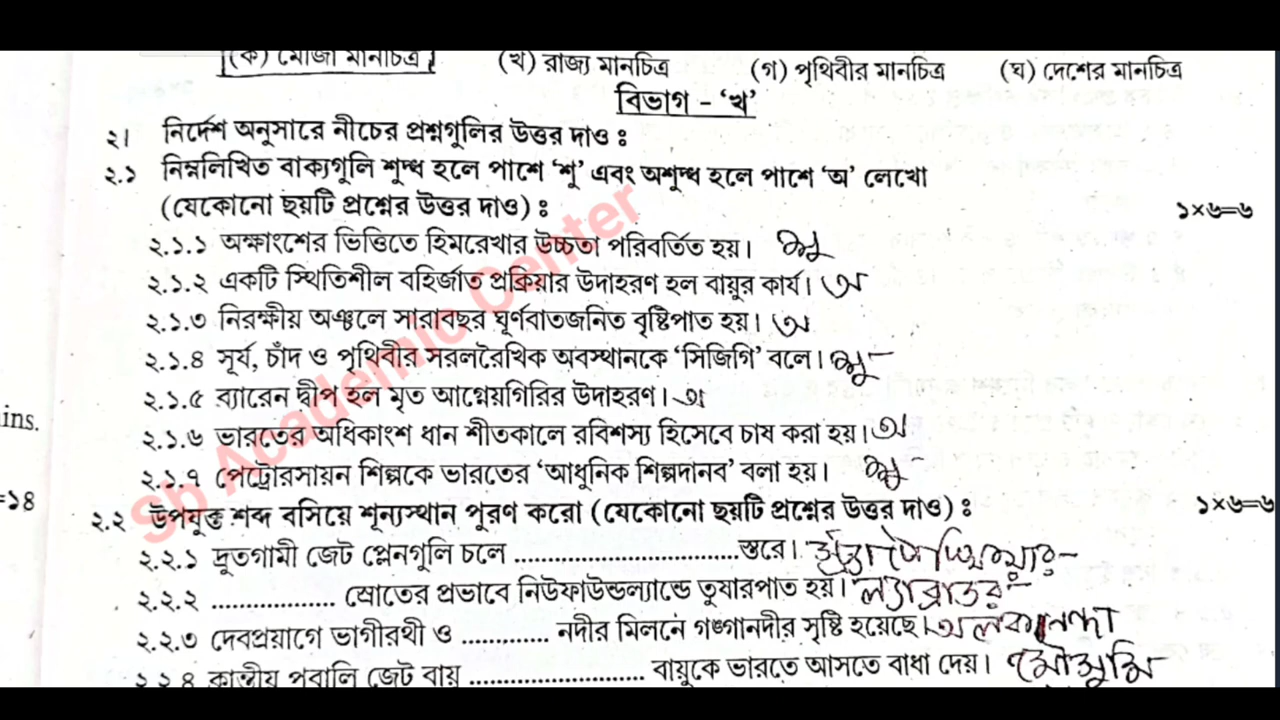 (ক) মৌজা মানচিত্র (খ) রাজ্য মানচিত্র (গ) পৃথিবীর মানচিত্র (ঘ) দেশের মানচিত্র
বিভাগ - ‘খ’
২। নির্দেশ অনুসারে নীচের প্রশ্নগুলির উত্তর দাও ঃ
২.১ নিম্নলিখিত বাক্যগুলি শুদ্ধ হলে পাশে ‘শু’ এবং অশুদ্ধ হলে পাশে ‘অ’ লেখো
(যেকোনো ছয়টি প্রশ্নের উত্তর দাও) ঃ ১×৬=৬
২.১.১ অক্ষাংশের ভিত্তিতে হিমরেখার উচ্চতা পরিবর্তিত হয়। শু
২.১.২ একটি স্থিতিশীল বহির্জাত প্রক্রিয়ার উদাহরণ হল বায়ুর কার্য। অ
২.১.৩ নিরক্ষীয় অঞ্চলে সারাবছর ঘূর্ণবাতজনিত বৃষ্টিপাত হয়। অ
২.১.৪ সূর্য, চাঁদ ও পৃথিবীর সরলরৈখিক অবস্থানকে ‘সিজিগি’ বলে। শু
২.১.৫ ব্যারেন দ্বীপ হল মৃত আগ্নেয়গিরির উদাহরণ। অ
ins.
২.১.৬ ভারতের অধিকাংশ ধান শীতকালে রবিশস্য হিসেবে চাষ করা হয়। অ
২.১.৭ পেট্রোরসায়ন শিল্পকে ভারতের ‘আধুনিক শিল্পদানব’ বলা হয়। শু
=১৪
২.২ উপযুক্ত শব্দ বসিয়ে শূন্যস্থান পুরণ করো (যেকোনো ছয়টি প্রশ্নের উত্তর দাও) ঃ ১×৬=৬
২.২.১ দ্রুতগামী জেট প্লেনগুলি চলে .............................. স্তরে।
২.২.২ ................. স্রোতের প্রভাবে নিউফাউন্ডল্যান্ডে তুষারপাত হয়। ল্যাব্রাডর
২.২.৩ দেবপ্রয়াগে ভাগীরথী ও ............ নদীর মিলনে গঙ্গানদীর সৃষ্টি হয়েছে। অলকানন্দা
২.২.৪ ক্রান্তীয় পুবালি জেট বায়ু ........................ বায়ুকে ভারতে আসতে বাধা দেয়। মৌসুমি
Sb Academic Center